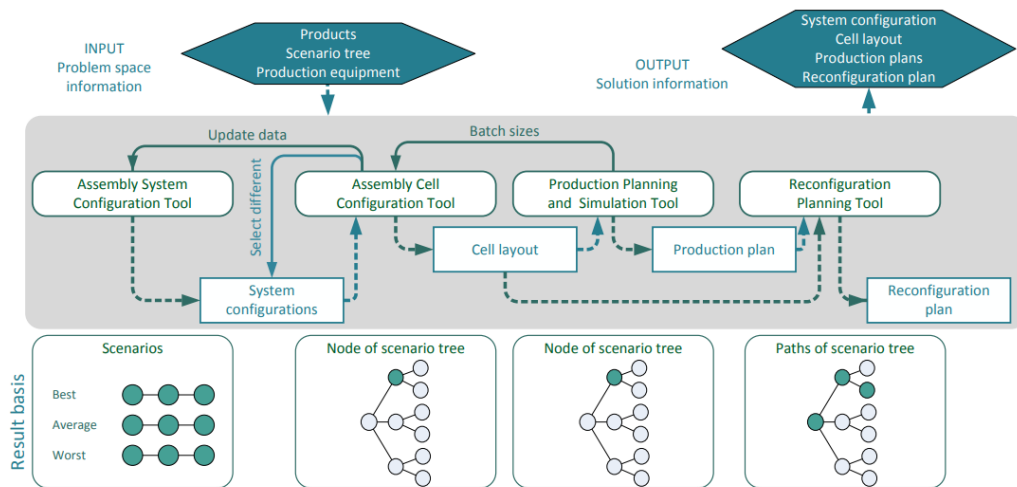 INPUT
Problem space
information
Products
Scenario tree
Production equipment
OUTPUT
Solution information
System configuration
Cell layout
Production plans
Reconfiguration plan
Update data
Batch sizes
Select different
Assembly System
Configuration Tool
Assembly Cell
Configuration Tool
Production Planning
and Simulation Tool
Reconfiguration
Planning Tool
Cell layout
Production plan
System
configurations
Reconfiguration
plan
Result basis
Scenarios
Best
Average
Worst
Node of scenario tree
Node of scenario tree
Paths of scenario tree